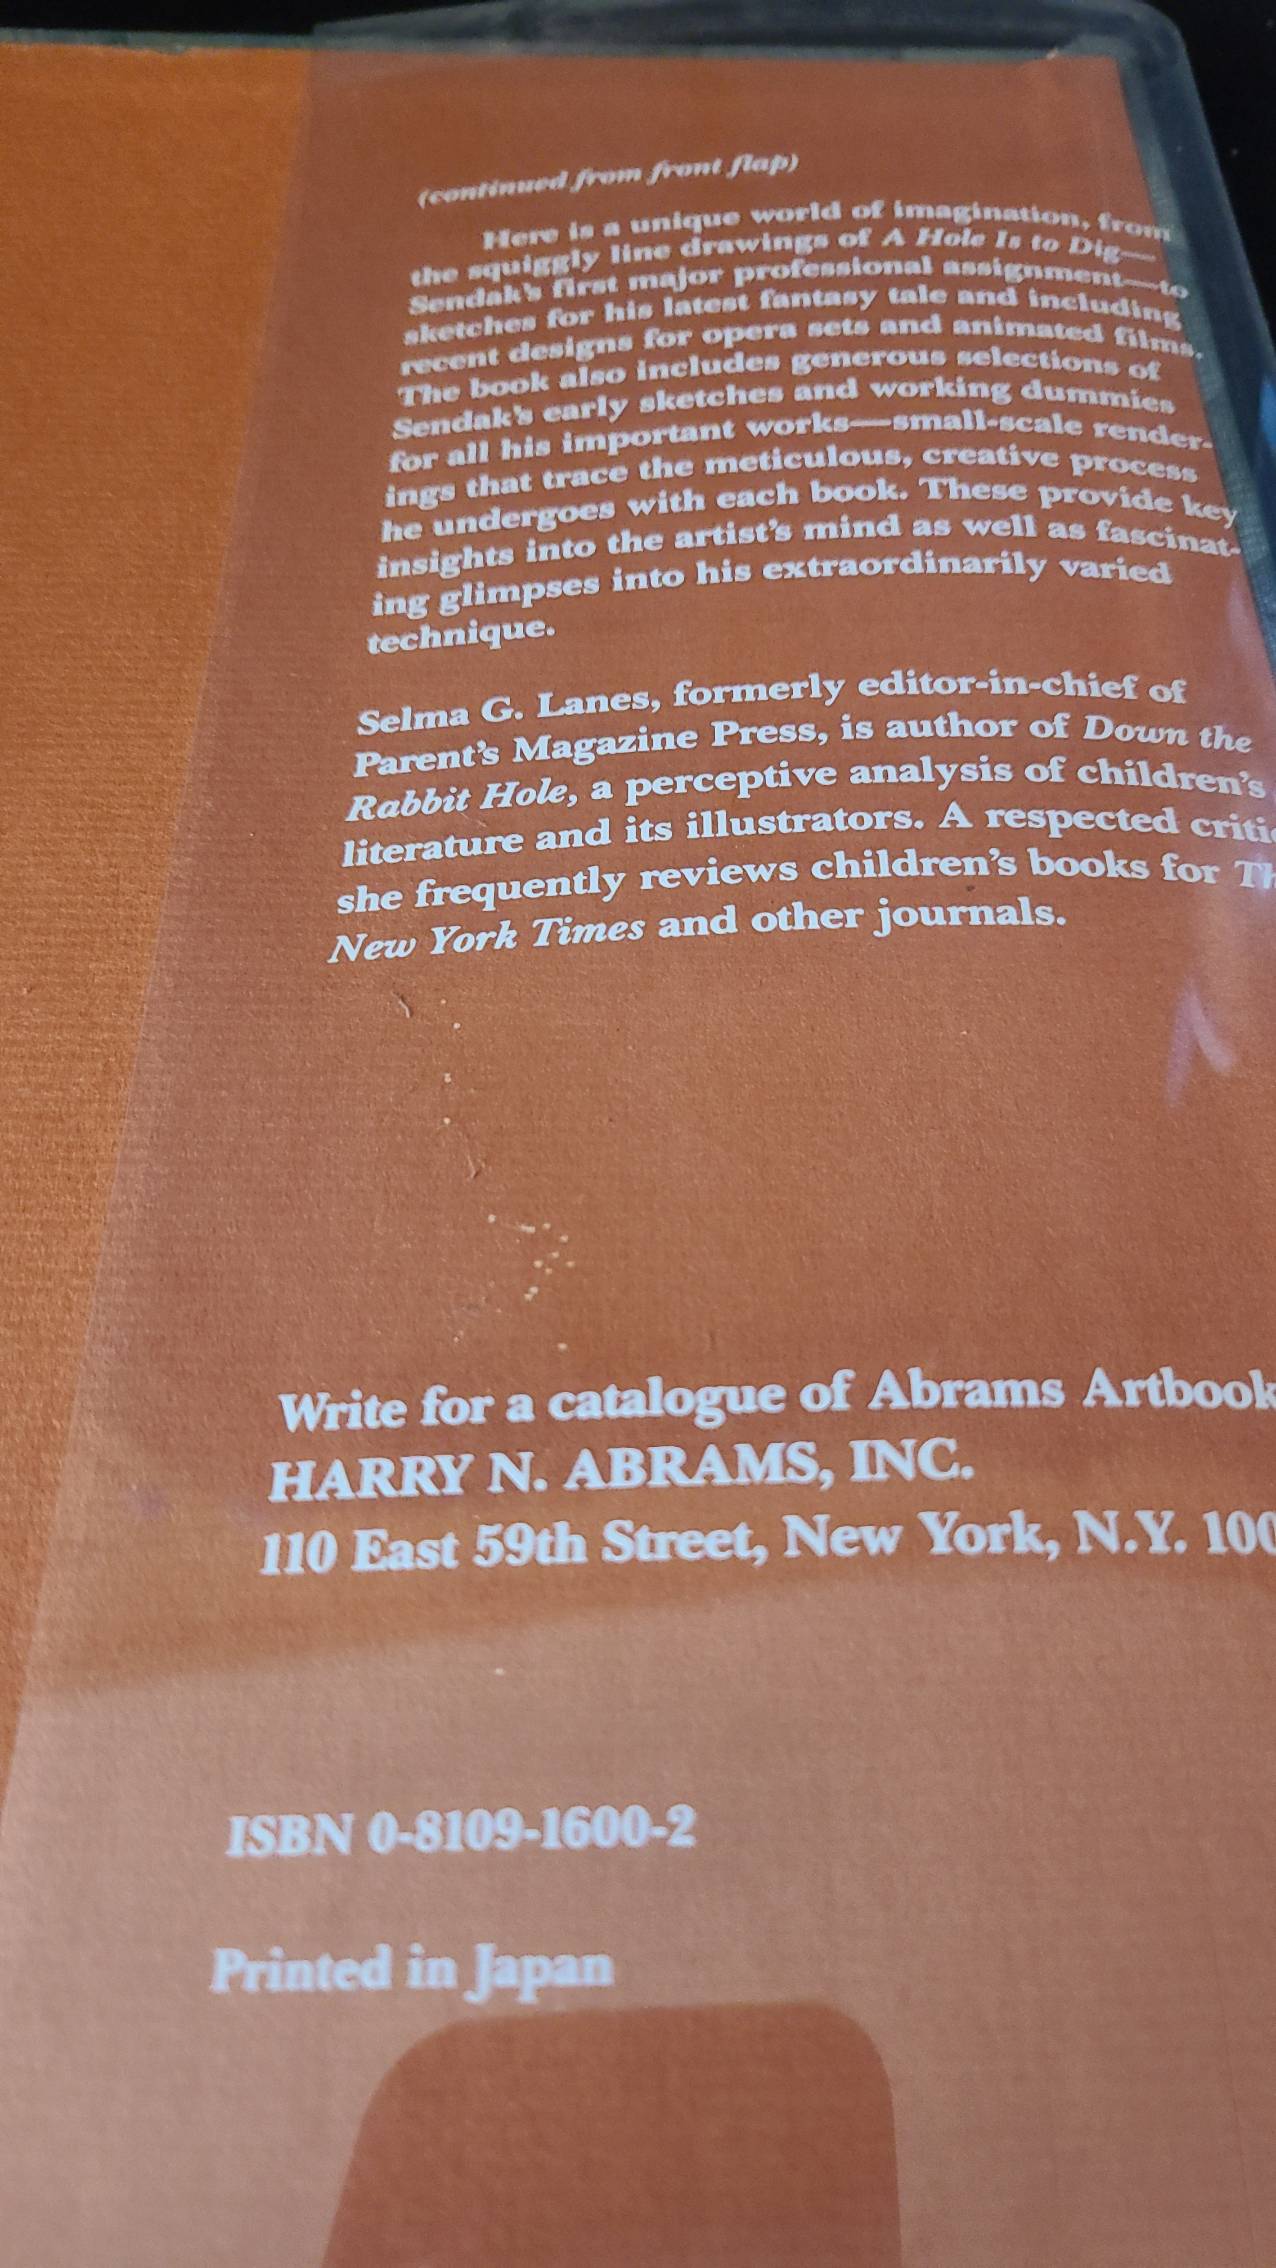 (continued from front flap)
Here is a unique world of imagination, from
the squiggly line drawings of A Hole Is to Dig—
Sendak's first major professional assignment—to
sketches for his latest fantasy tale and including
recent designs for opera sets and animated films.
The book also includes generous selections of
Sendak's early sketches and working dummies
for all his important works—small-scale render-
ings that trace the meticulous, creative process
he undergoes with each book. These provide key
insights into the artist's mind as well as fascinat-
ing glimpses into his extraordinarily varied
technique.
Selma G. Lanes, formerly editor-in-chief of
Parent's Magazine Press, is author of Down the
Rabbit Hole, a perceptive analysis of children's
literature and its illustrators. A respected
she frequently reviews children's books for
New York Times and other journals.
Write for a catalogue of Abrams
HARRY N. ABRAMS, INC.
110 East 59th Street, New York, N.Y.
ISBN 0-8109-1600-2
Printed in Japan